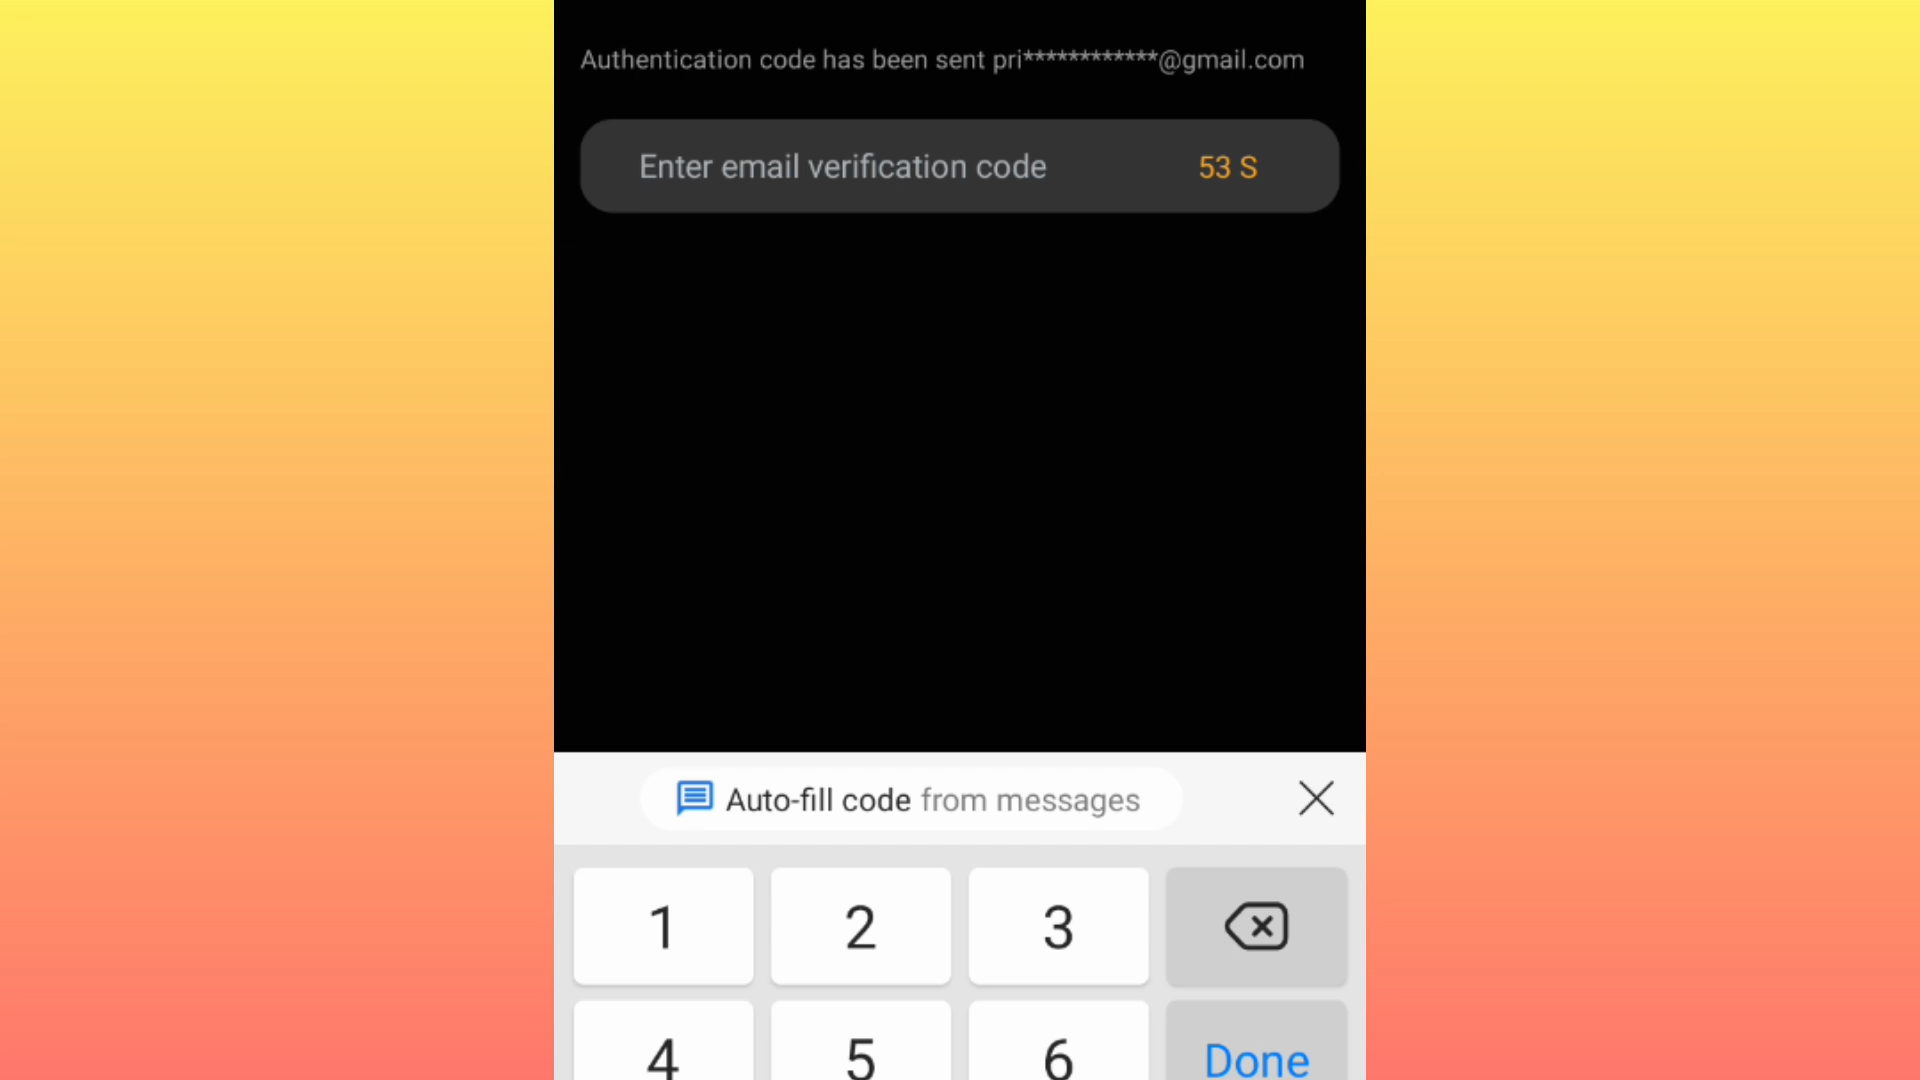 Authentication code has been sent pri************@gmail.com
Enter email verification code 53 S
Auto-fill code from messages
1 2 3
4 5 6 Done